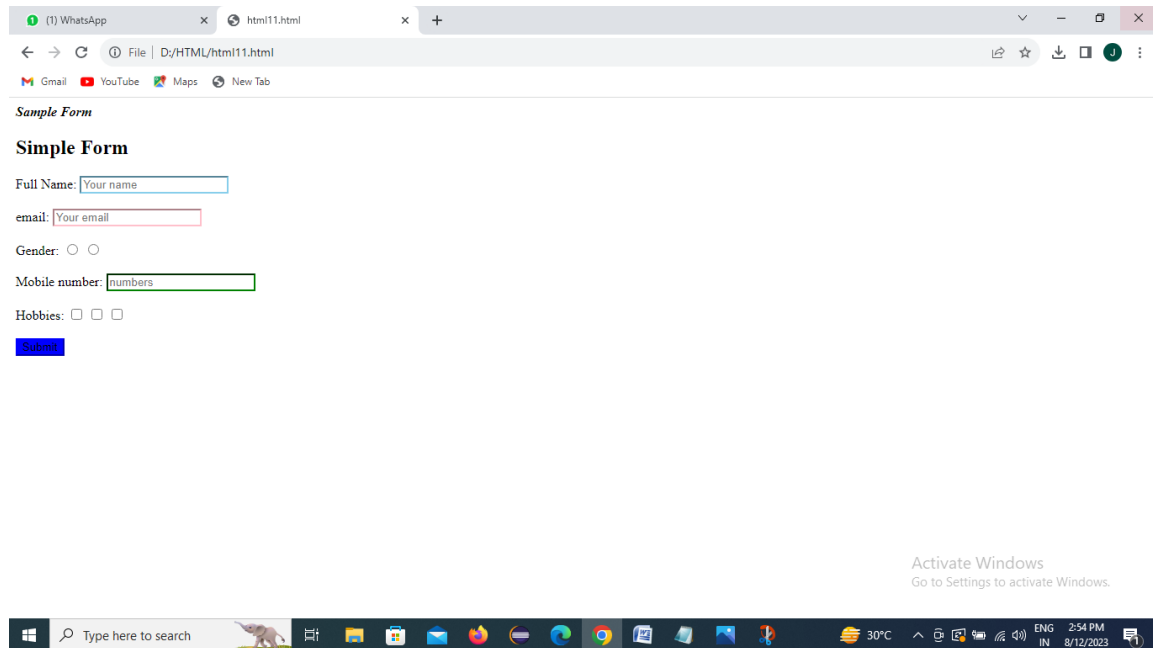 (1) WhatsApp
html11.html
File | D:/HTML/html11.html
J
Gmail YouTube Maps New Tab
Sample Form
Simple Form
Full Name: Your name
email: Your email
Gender:
Mobile number: numbers
Hobbies:
Submit
Activate Windows
Go to Settings to activate Windows.
Type here to search
30°C
ENG
IN
2:54 PM
8/12/2023